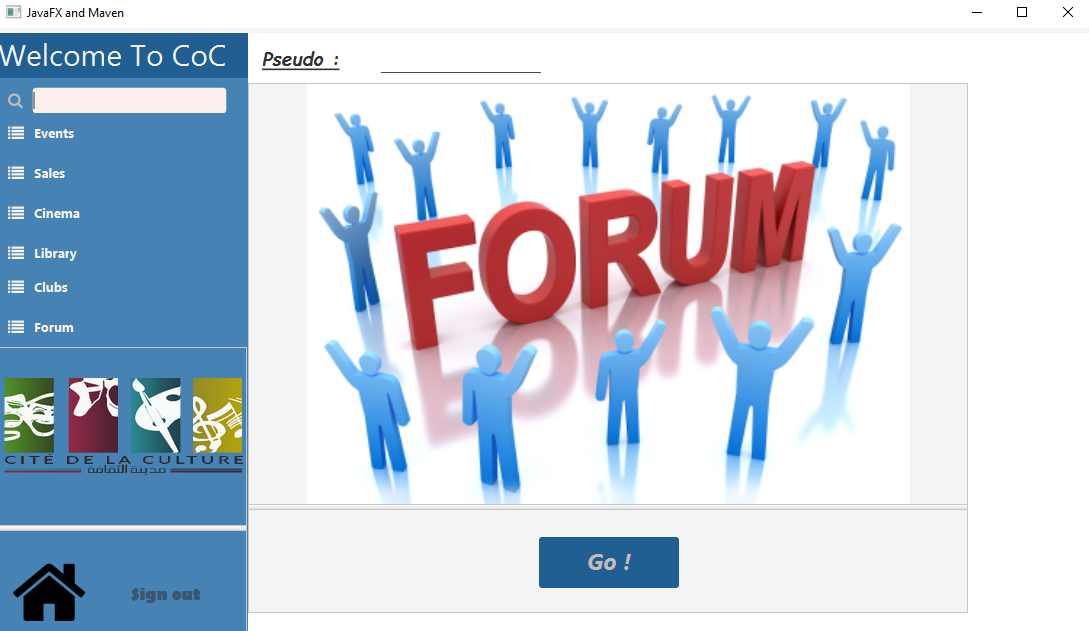 JavaFX and Maven
Welcome To CoC
Pseudo :
Events
Sales
Cinema
Library
Clubs
Forum
FORUM
CITÉ DE LA CULTURE
مدينة الثقافة
Go !
Sign out